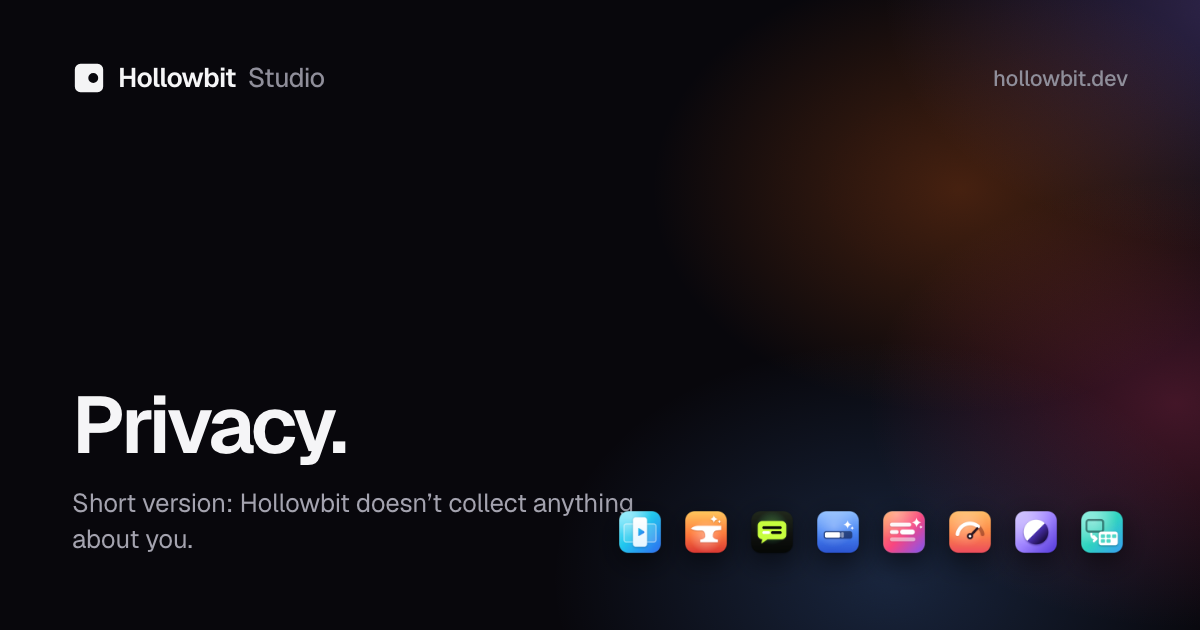 Hollowbit Studio
hollowbit.dev
Privacy.
Short version: Hollowbit doesn’t collect anything
about you.